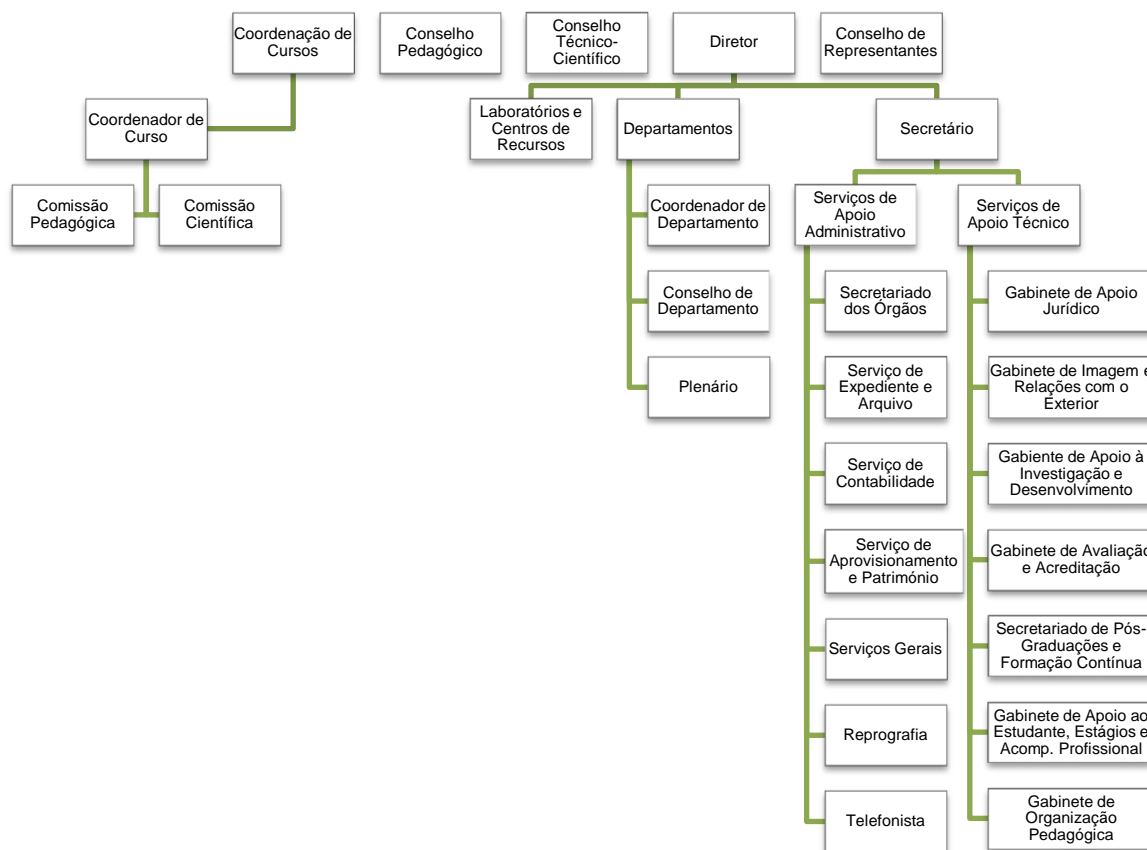 Coordenação de
Cursos
Conselho
Pedagógico
Conselho
Técnico-
Científico
Diretor
Conselho de
Representantes
Coordenador de
Curso
Laboratórios e
Centros de
Recursos
Departamentos
Secretário
Comissão
Pedagógica
Comissão
Científica
Coordenador de
Departamento
Conselho de
Departamento
Plenário
Serviços de
Apoio
Administrativo
Secretariado
dos Órgãos
Serviço de
Expediente e
Arquivo
Serviço de
Contabilidade
Serviço de
Aprovisionamento
e Património
Serviços Gerais
Reprografia
Telefonista
Serviços de
Apoio Técnico
Gabinete de Apoio
Jurídico
Gabinete de Imagem e
Relações com o
Exterior
Gabiente de Apoio à
Investigação e
Desenvolvimento
Gabinete de Avaliação
e Acreditação
Secretariado de Pós-
Graduações e
Formação Contínua
Gabinete de Apoio ao
Estudante, Estágios e
Acomp. Profissional
Gabinete de
Organização
Pedagógica